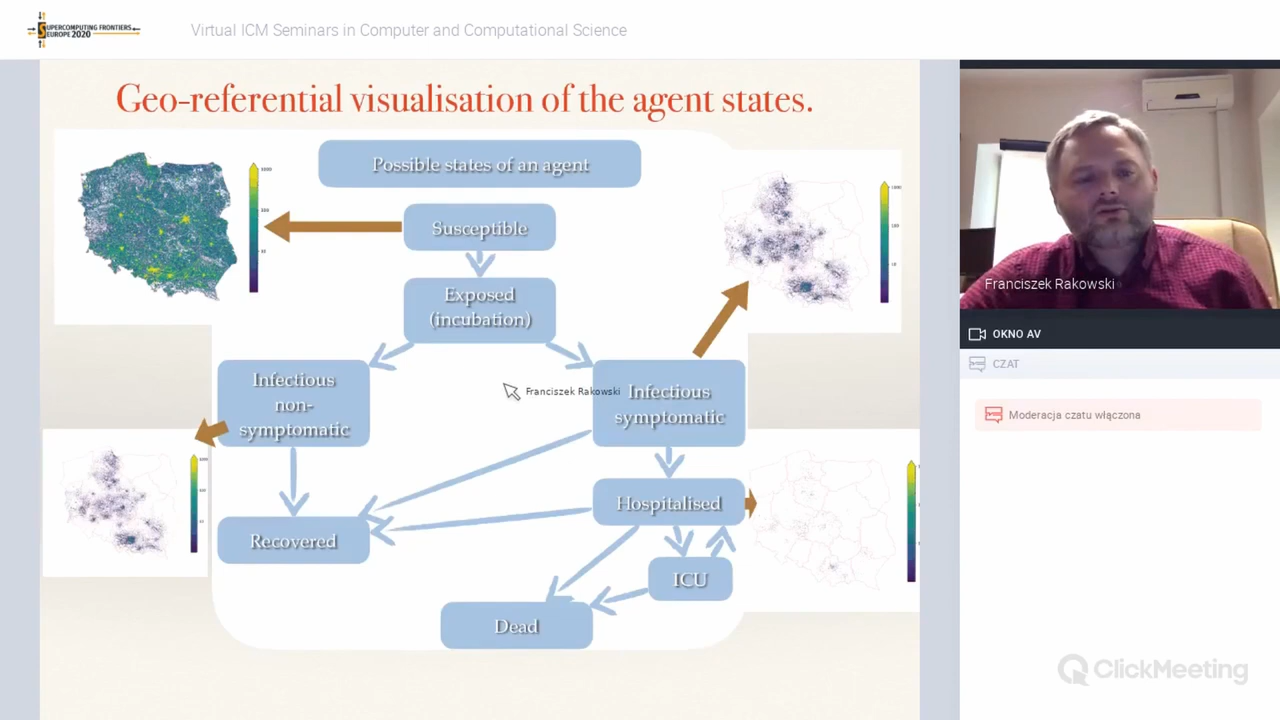 SUPERCOMPUTING FRONTIERS
EUROPE 2020
Virtual ICM Seminars in Computer and Computational Science
Geo-referential visualisation of the agent states.
Possible states of an agent
Susceptible
Exposed
(incubation)
Infectious
non-
symptomatic
Franciszek Rakowski
Infectious
symptomatic
Hospitalised
Recovered
ICU
Dead
Franciszek Rakowski
OKNO AV
CZAT
Moderacja czatu włączona
ClickMeeting